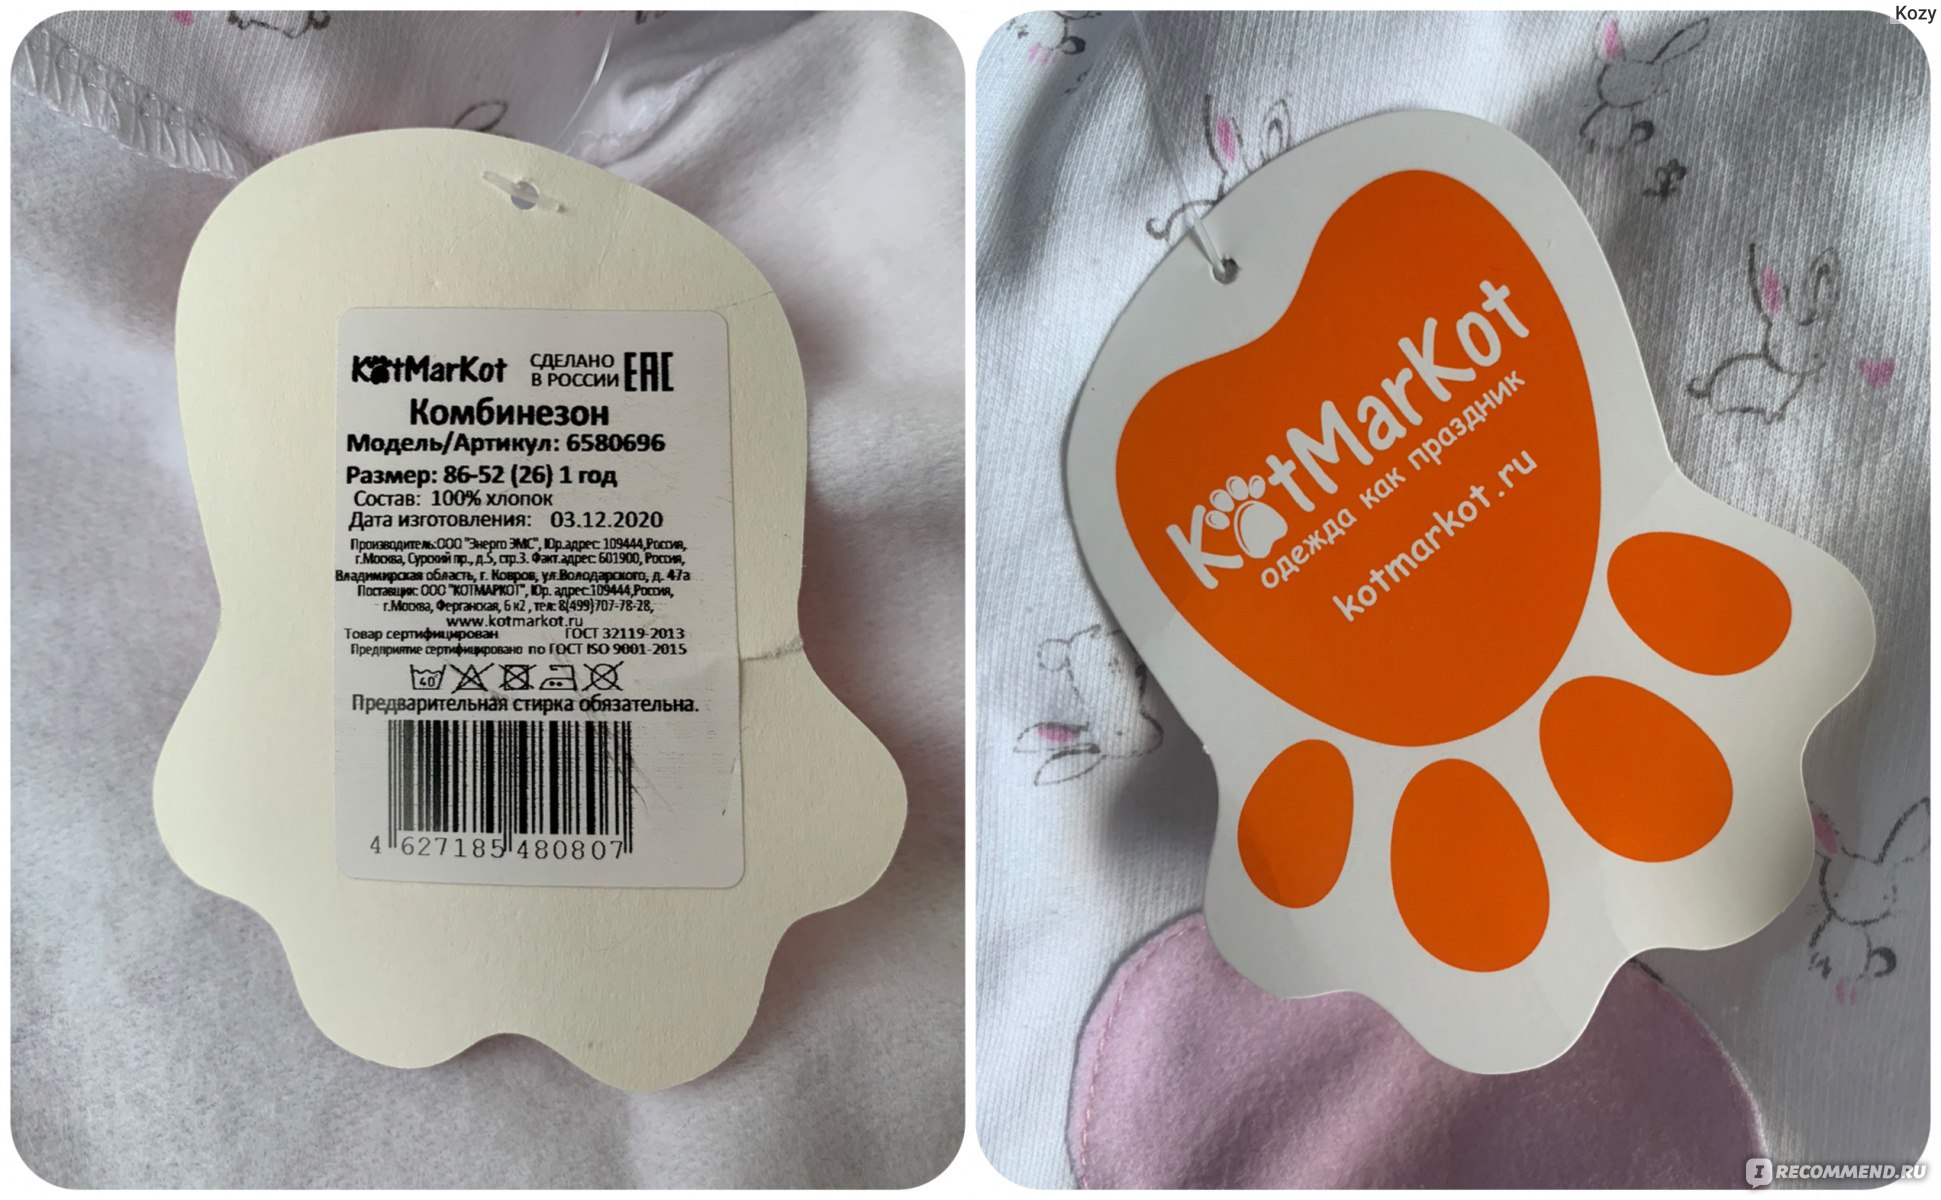 KotMarKot СДЕЛАНО В РОССИИ EAC
Комбинезон
Модель/Артикул: 6580696
Размер: 86-52 (26) 1 год
Состав: 100% хлопок
Дата изготовления: 03.12.2020
Производитель:ООО "Энерго ЭМС", Юр.адрес: 109444,Россия,
г.Москва, Сурский пр., д.5, стр.3. Факт.адрес: 601900, Россия,
Владимирская область, г. Ковров, ул.Володарского, д. 47а
Поставщик: ООО "КОТМАРКОТ", Юр. адрес:109444,Россия,
г.Москва, Ферганская, 6 к2 , тел: 8(499)707-78-28,
www.kotmarkot.ru
Товар сертифицирован ГОСТ 32119-2013
Предприятие сертифицировано по ГОСТ ISO 9001-2015
40
Предварительная стирка обязательна.
4 627185 480807
KotMarKot
одежда как праздник
kotmarkot.ru
Kozy
I RECOMMEND.RU